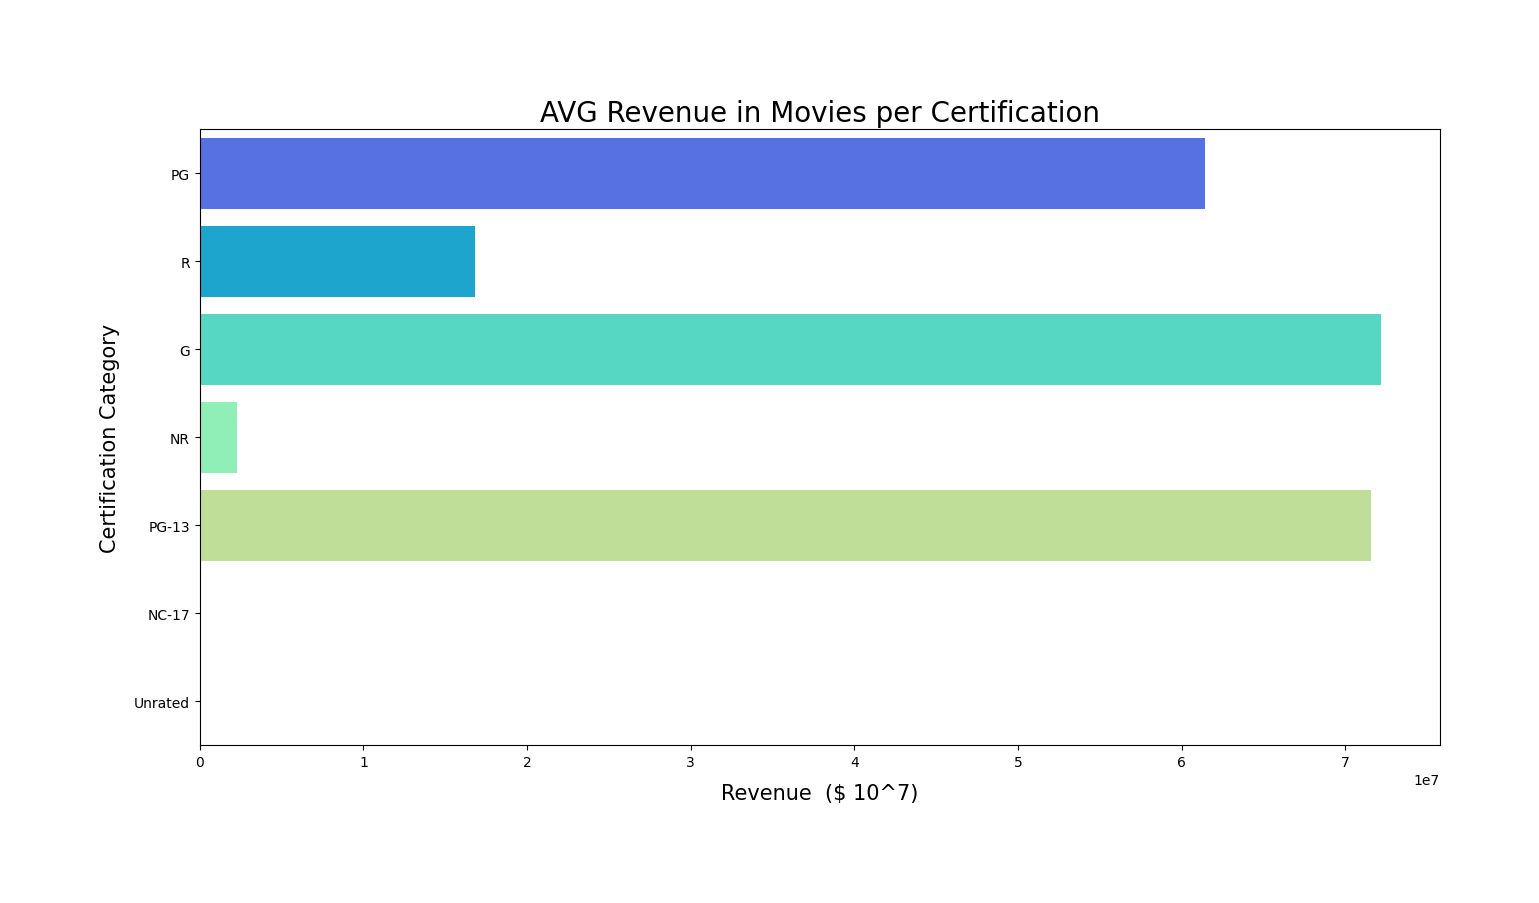 AVG Revenue in Movies per Certification
Certification Category
PG
R
G
NR
PG-13
NC-17
Unrated
0 1 2 3 4 5 6 7
1e7
Revenue  ($ 10^7)